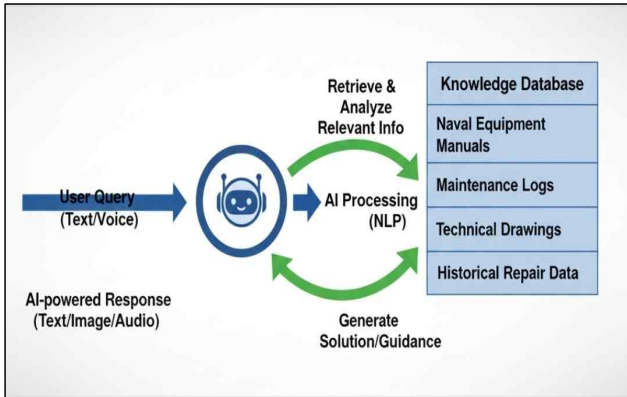 User Query
(Text/Voice)
AI-powered Response
(Text/Image/Audio)
Retrieve &
Analyze
Relevant Info
AI Processing
(NLP)
Generate
Solution/Guidance
Knowledge Database
Naval Equipment
Manuals
Maintenance Logs
Technical Drawings
Historical Repair Data